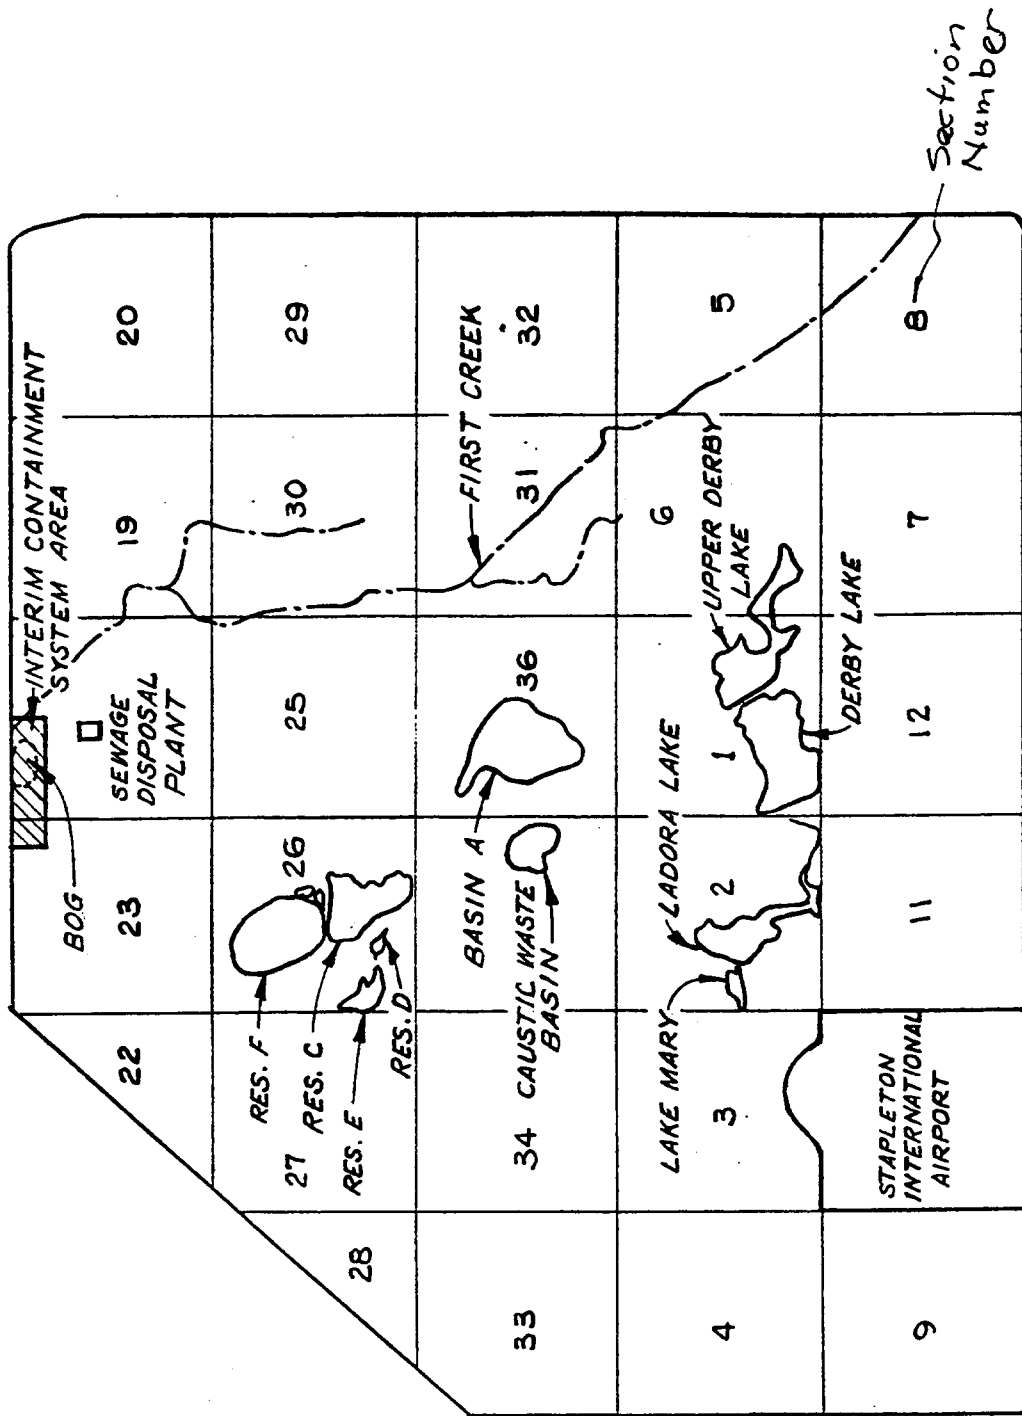 INTERIM CONTAINMENT
SYSTEM AREA
22
23
BOG
SEWAGE
DISPOSAL
PLANT
19
20
28
27
RES. F
RES. C
RES. E
RES. D
26
25
30
29
33
34
CAUSTIC WASTE
BASIN
BASIN A
36
FIRST CREEK
31
32
4
3
LAKE MARY
LADORA LAKE
2
1
UPPER DERBY
LAKE
DERBY LAKE
6
5
9
STAPLETON
INTERNATIONAL
AIRPORT
11
12
7
8
Section
Number